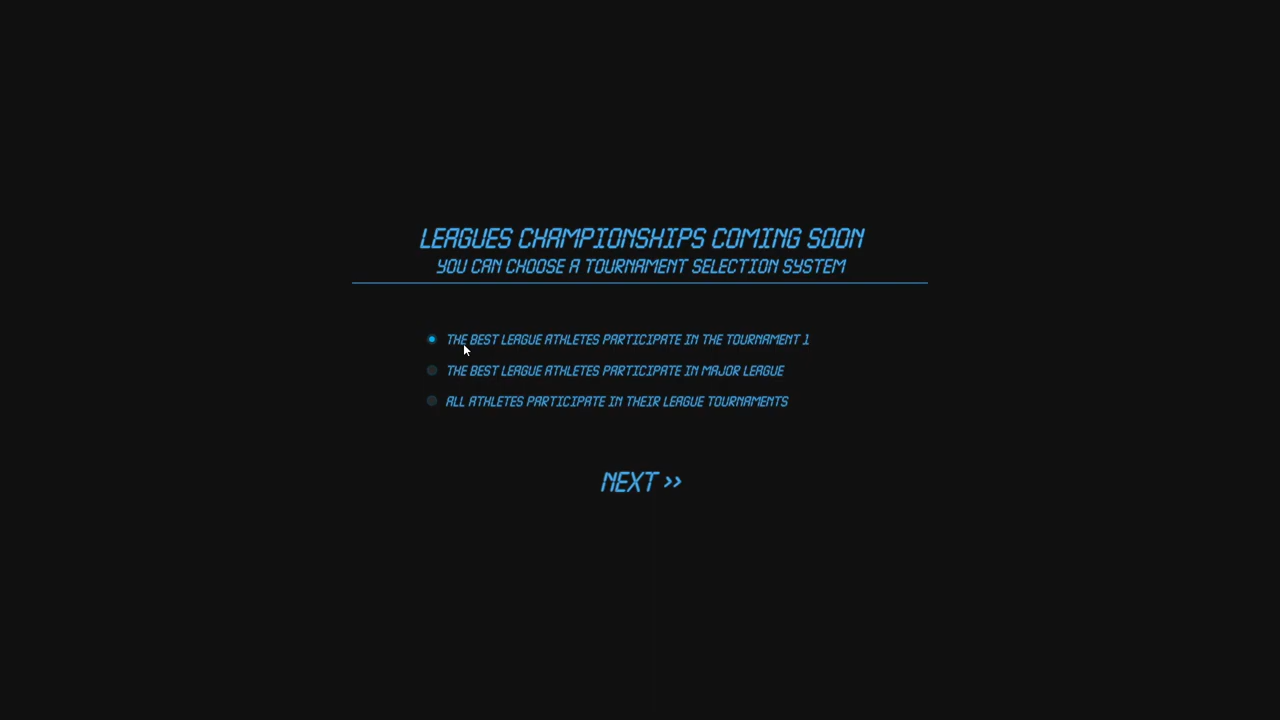 LEAGUES CHAMPIONSHIPS COMING SOON
YOU CAN CHOOSE A TOURNAMENT SELECTION SYSTEM
THE BEST LEAGUE ATHLETES PARTICIPATE IN THE TOURNAMENT 1
THE BEST LEAGUE ATHLETES PARTICIPATE IN MAJOR LEAGUE
ALL ATHLETES PARTICIPATE IN THEIR LEAGUE TOURNAMENTS
NEXT >>